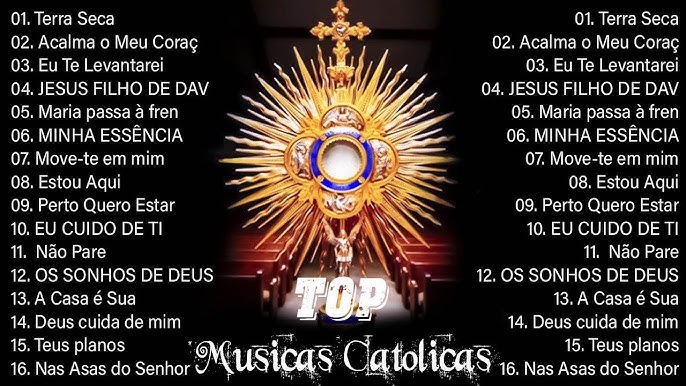 01. Terra Seca
02. Acalma o Meu Coraç
03. Eu Te Levantarei
04. JESUS FILHO DE DAV
05. Maria passa à fren
06. MINHA ESSÊNCIA
07. Move-te em mim
08. Estou Aqui
09. Perto Quero Estar
10. EU CUIDO DE TI
11. Não Pare
12. OS SONHOS DE DEUS
13. A Casa é Sua
14. Deus cuida de mim
15. Teus planos
16. Nas Asas do Senhor
TOP
Musicas Catolicas
01. Terra Seca
02. Acalma o Meu Coraç
03. Eu Te Levantarei
04. JESUS FILHO DE DAV
05. Maria passa à fren
06. MINHA ESSÊNCIA
07. Move-te em mim
08. Estou Aqui
09. Perto Quero Estar
10. EU CUIDO DE TI
11. Não Pare
12. OS SONHOS DE DEUS
13. A Casa é Sua
14. Deus cuida de mim
15. Teus planos
16. Nas Asas do Senhor